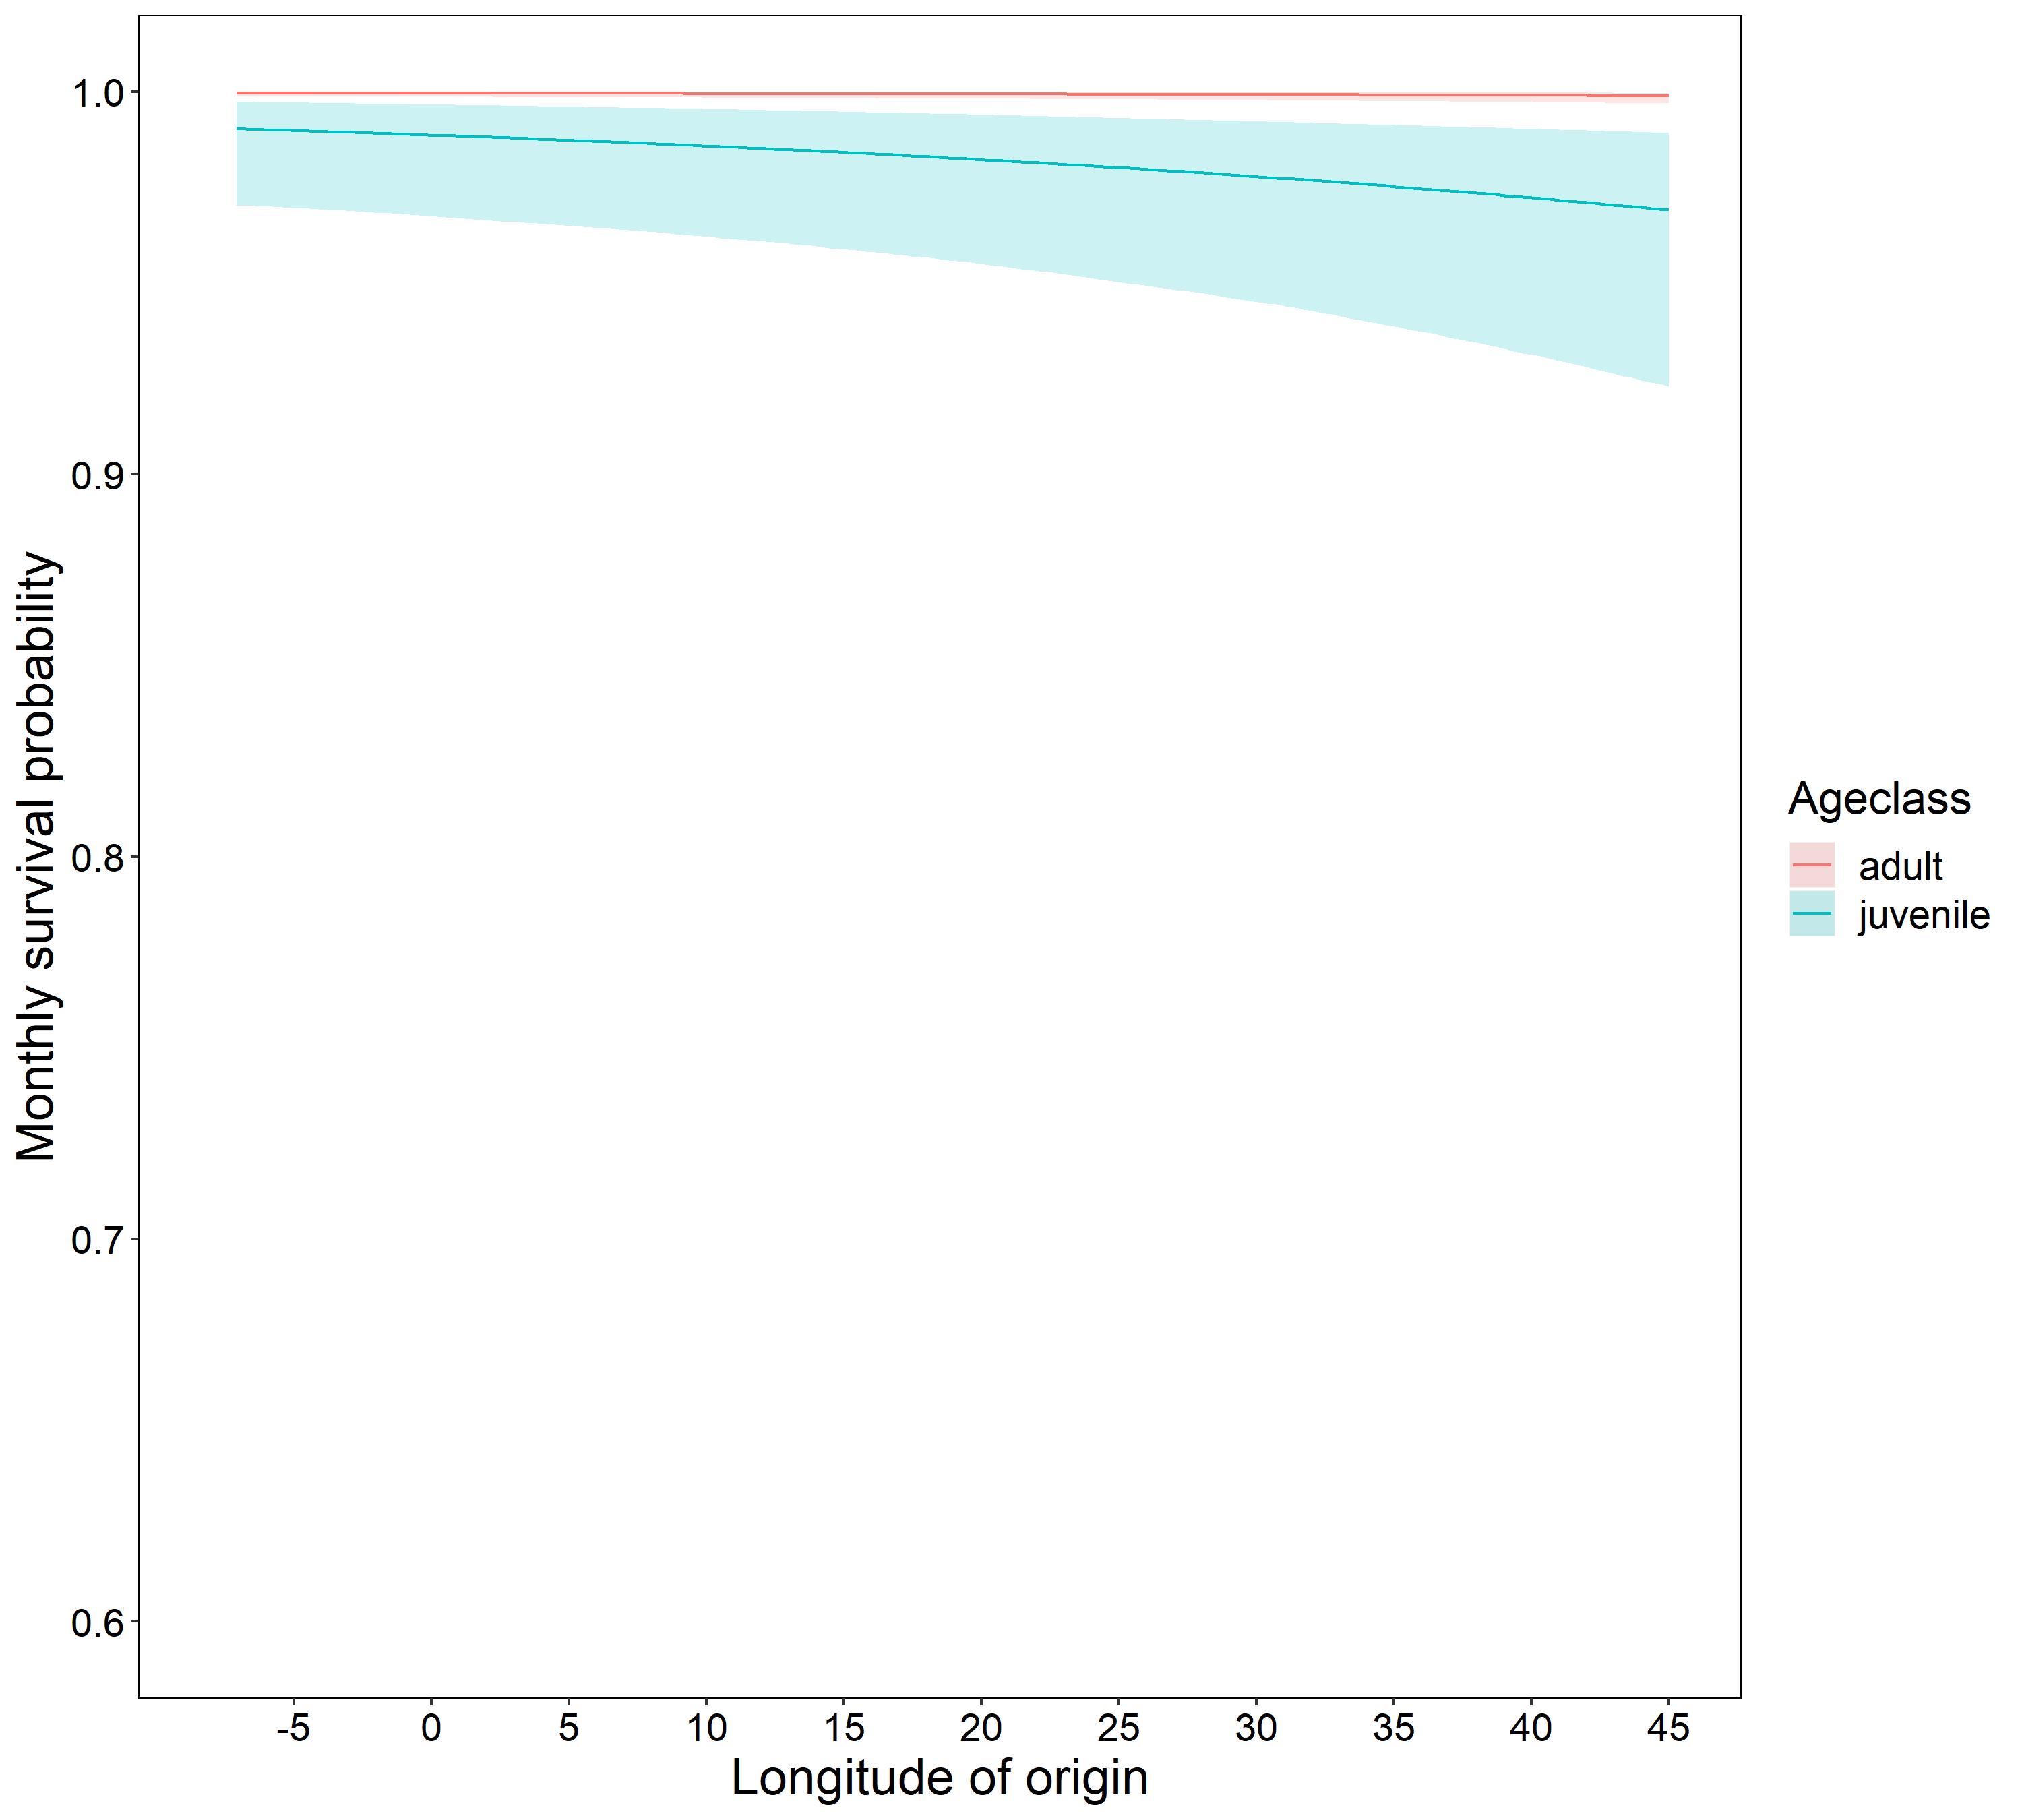 Monthly survival probability
1.0
0.9
0.8
0.7
0.6
-5 0 5 10 15 20 25 30 35 40 45
Longitude of origin
Ageclass
adult
juvenile